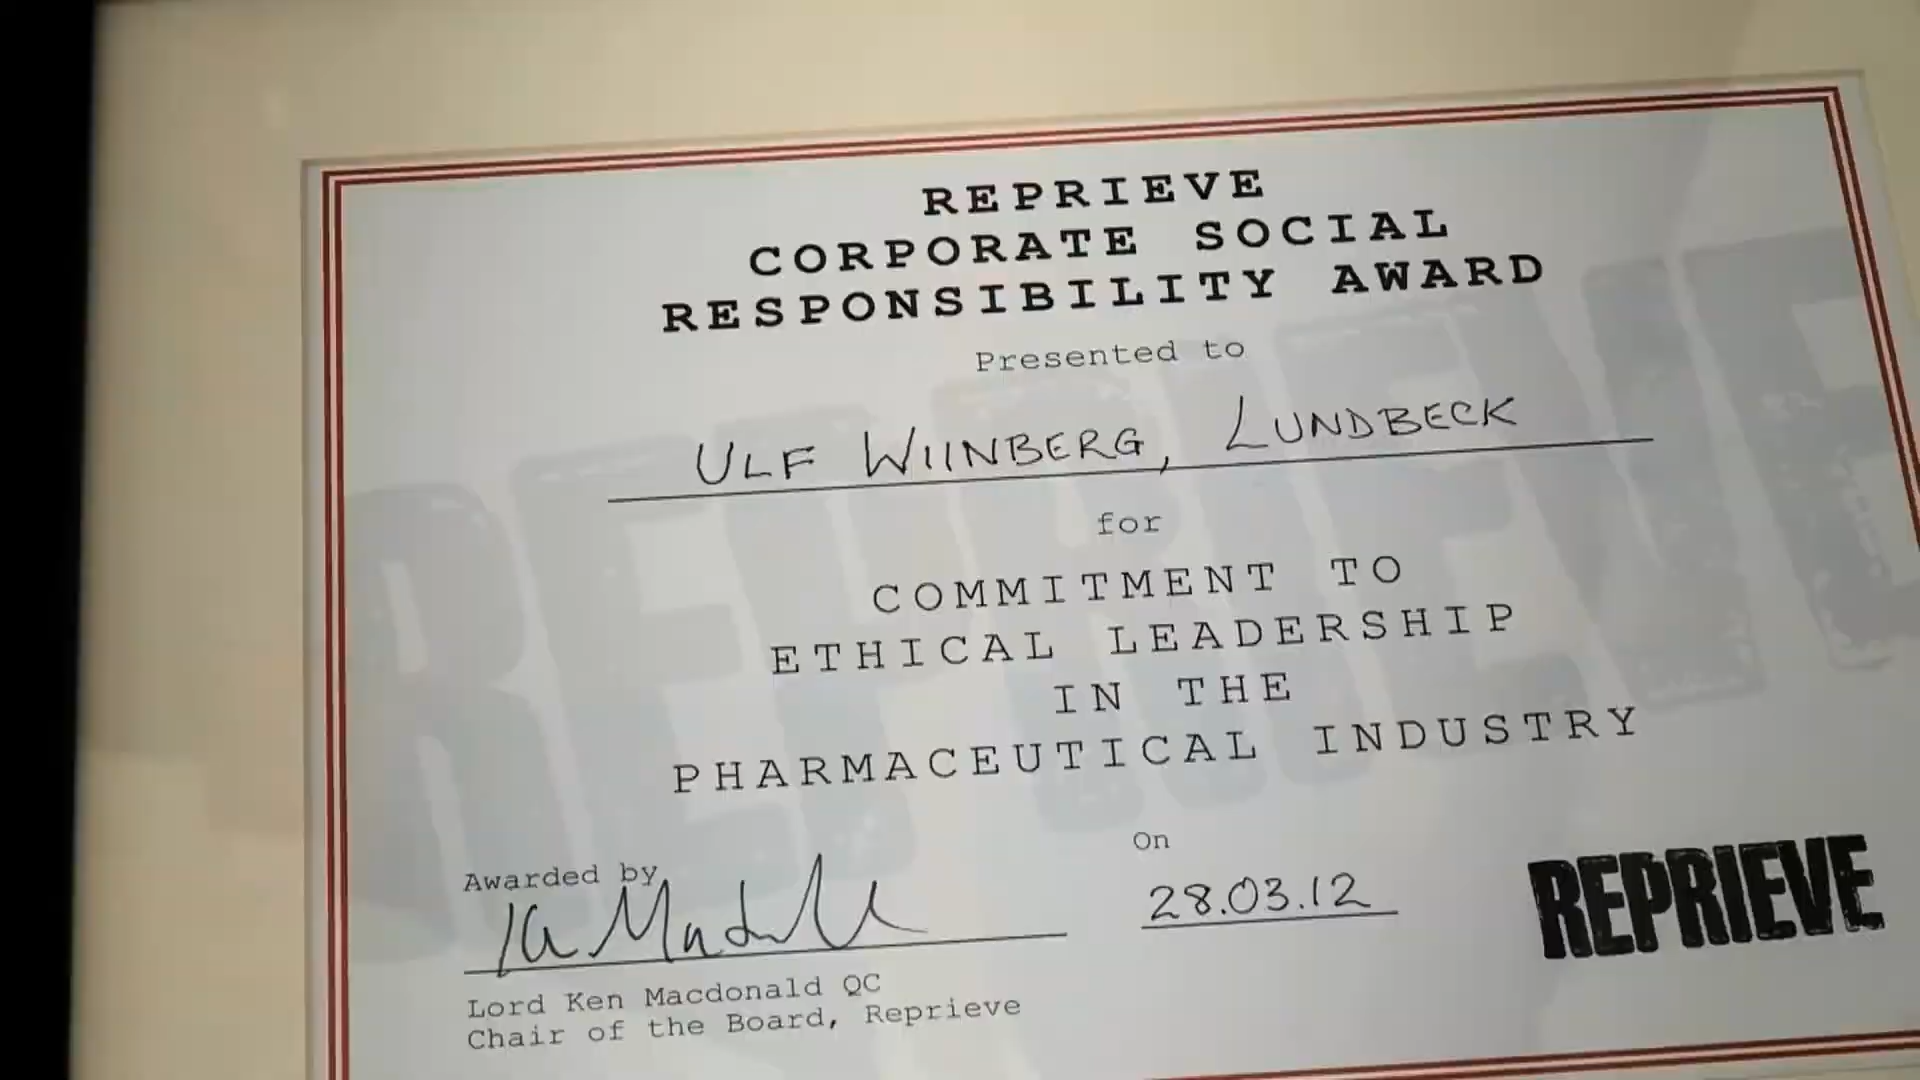 REPRIEVE
CORPORATE SOCIAL
RESPONSIBILITY AWARD
Presented to
ULF WIINBERG, LUNDBECK
for
COMMITMENT TO
ETHICAL LEADERSHIP
IN THE
PHARMACEUTICAL INDUSTRY
Awarded by
On
28.03.12
REPRIEVE
Lord Ken Macdonald QC
Chair of the Board, Reprieve
REPRIEVE